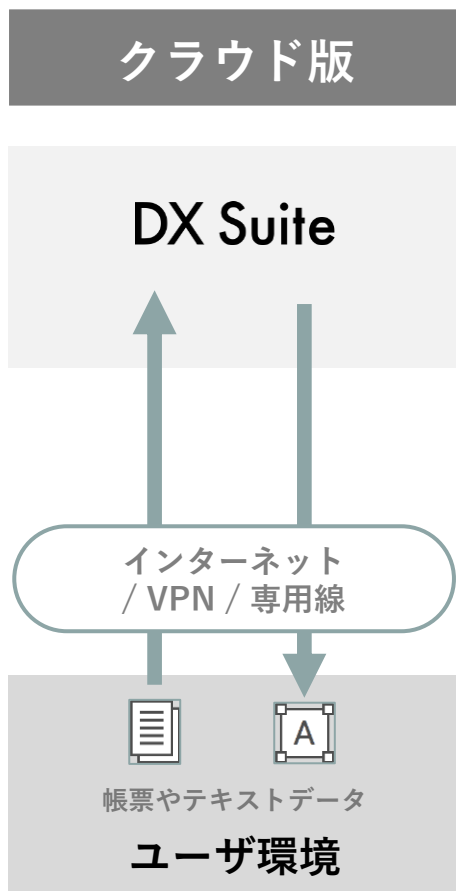 クラウド版
DX Suite
インターネット
/ VPN / 専用線
A
帳票やテキストデータ
ユーザ環境